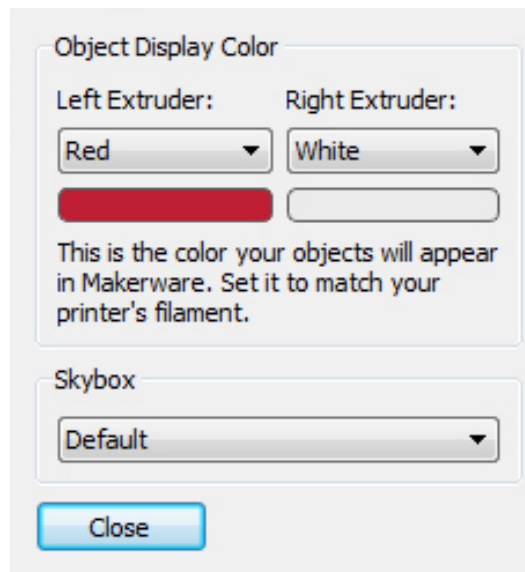 Object Display Color
Left Extruder: Right Extruder:
Red White
This is the color your objects will appear
in Makerware. Set it to match your
printer's filament.
Skybox
Default
Close